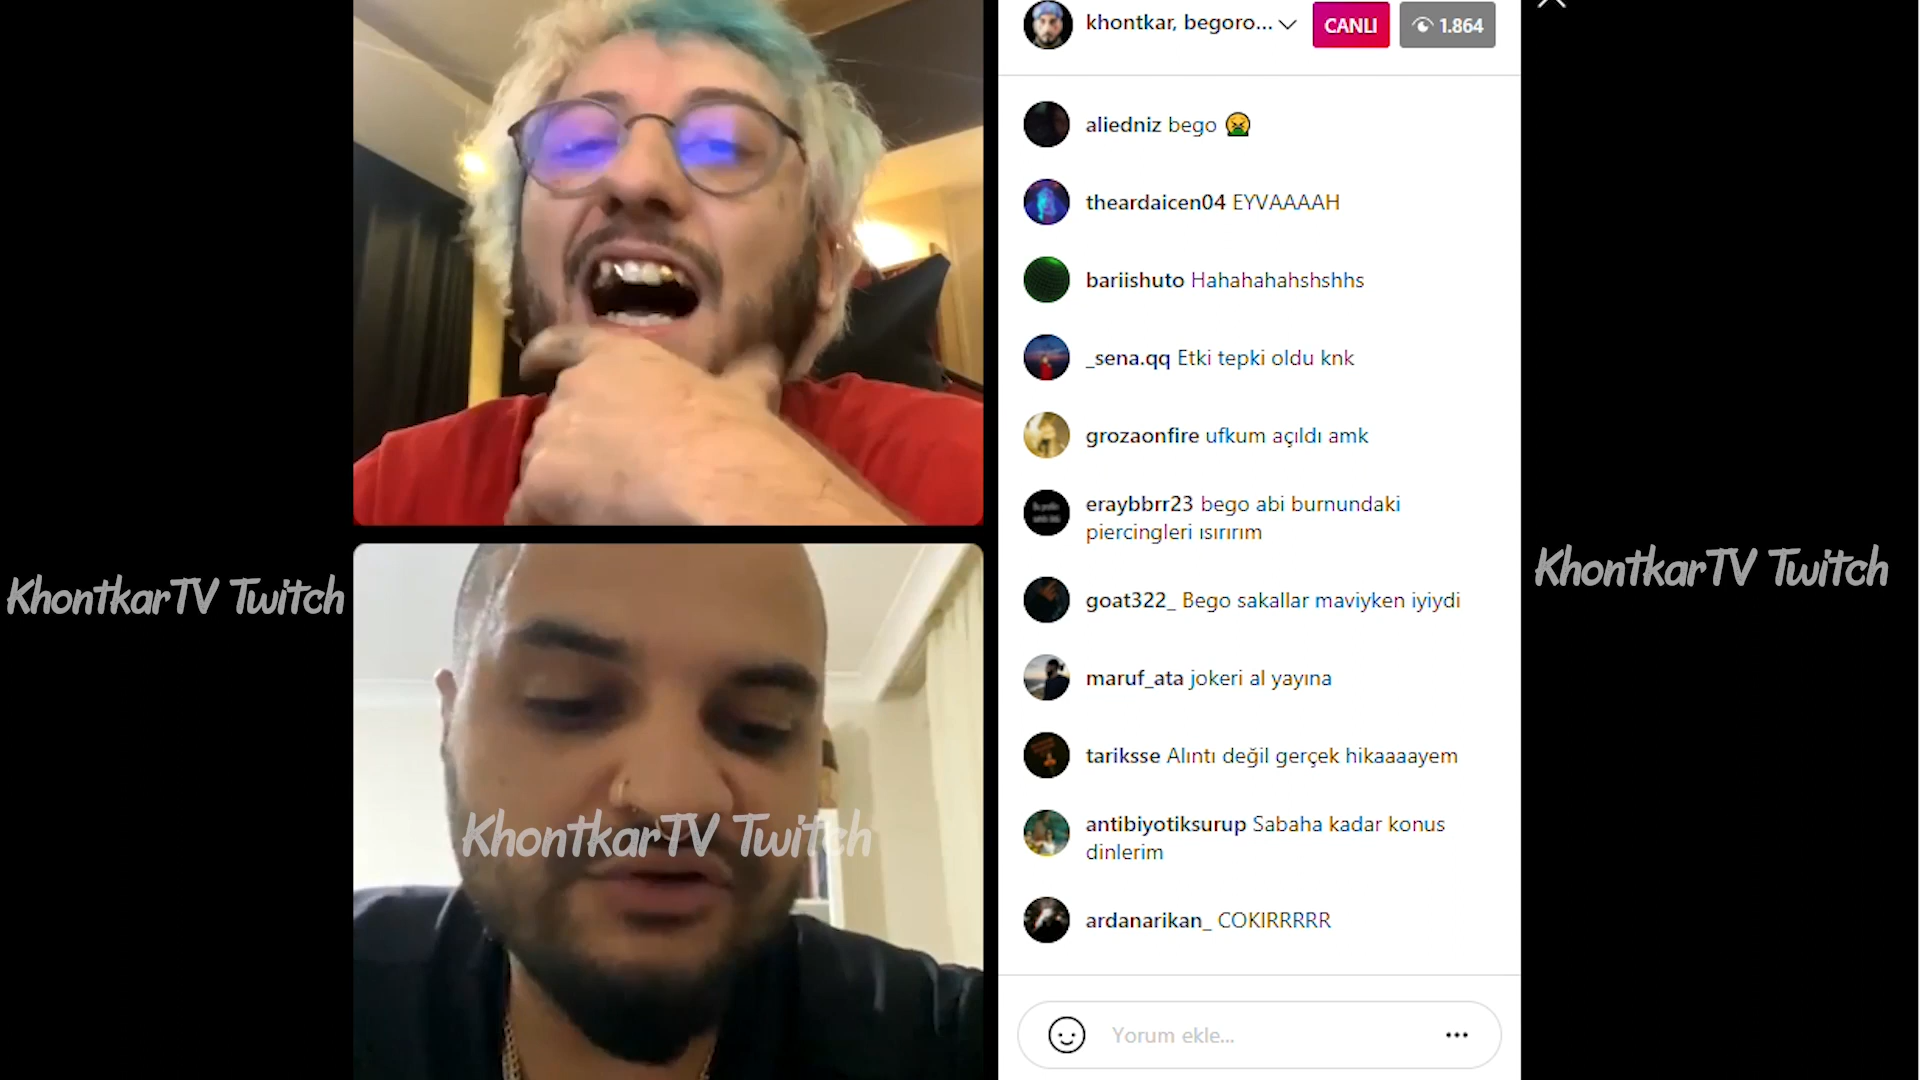 khontkar, begoro...
CANLI
1.864
aliedniz bego
theardaicen04 EYVAAAAH
bariishuto Hahahahahshshhs
_sena.qq Etki tepki oldu knk
grozaonfire ufkum açıldı amk
eraybbrr23 bego abi burnundaki
piercingleri ısırırım
goat322_ Bego sakallar maviyken iyiydi
maruf_ata jokeri al yayına
tariksse Alıntı değil gerçek hikaaaayem
antibiyotiksurup Sabaha kadar konus
dinlerim
ardanarikan_ COKIRRRRR
Yorum ekle...
KhontkarTV Twitch
KhontkarTV Twitch
KhontkarTV Twitch